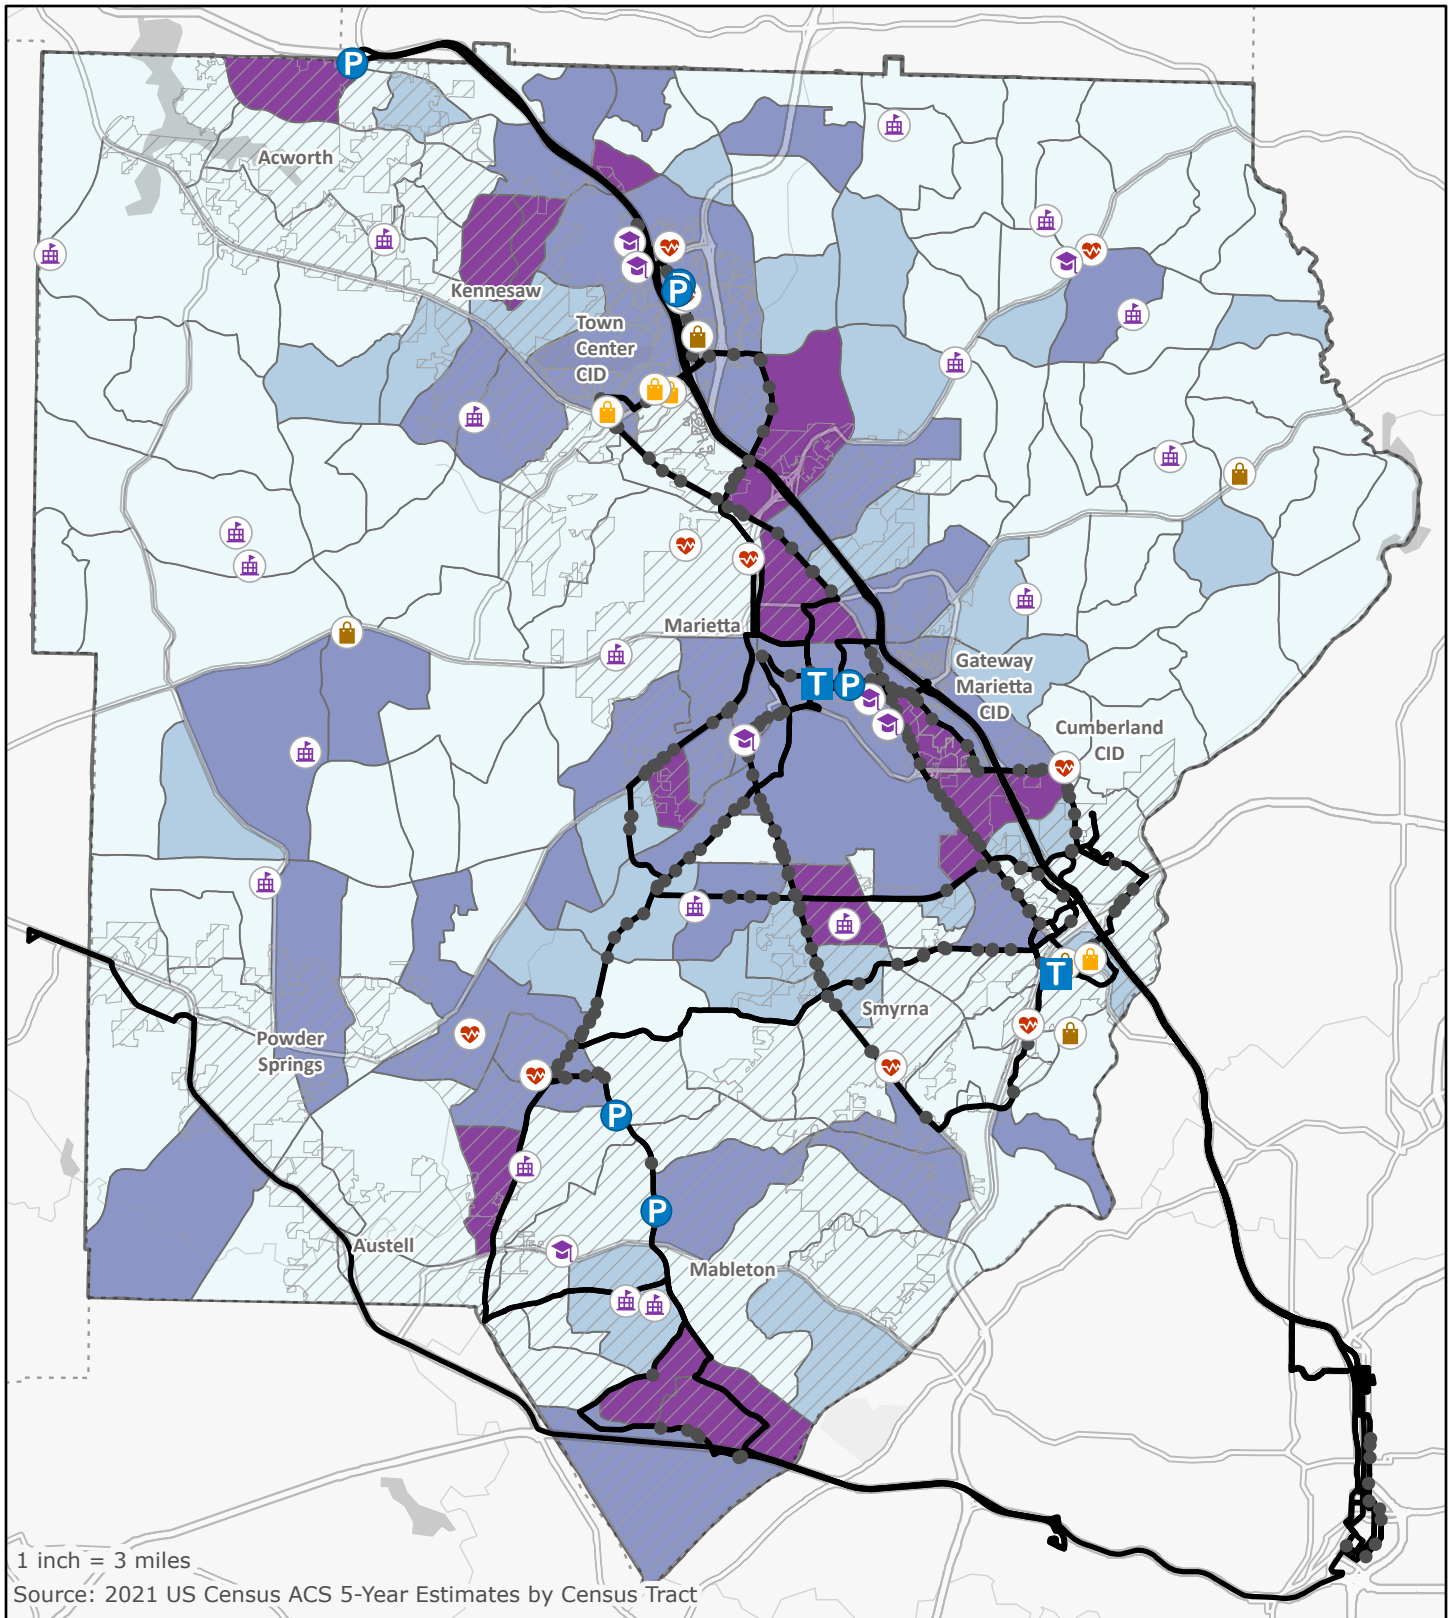 P
Acworth
Kennesaw
P
Town
Center
CID
Marietta
T
P
Gateway
Marietta
CID
Cumberland
CID
T
Smyrna
Powder
Springs
P
P
Austell
Mableton
1 inch = 3 miles
Source: 2021 US Census ACS 5-Year Estimates by Census Tract